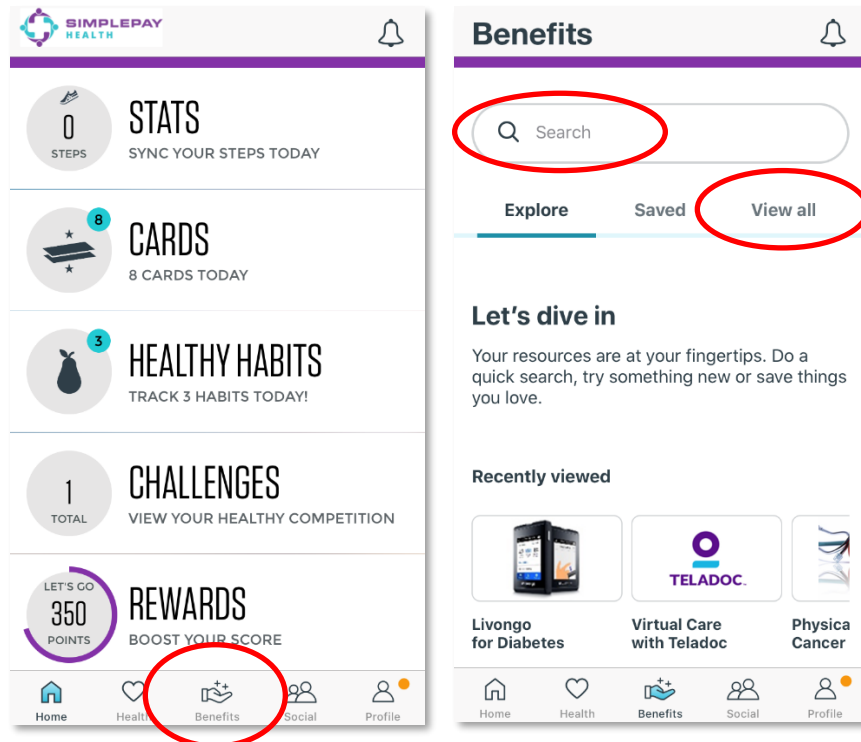 SIMPLEPAY
HEALTH
0
STEPS
STATS
SYNC YOUR STEPS TODAY
8
CARDS
8 CARDS TODAY
3
HEALTHY HABITS
TRACK 3 HABITS TODAY!
1
TOTAL
CHALLENGES
VIEW YOUR HEALTHY COMPETITION
LET'S GO
350
POINTS
REWARDS
BOOST YOUR SCORE
Home
Health
Benefits
Social
Profile
Benefits
Search
Explore Saved View all
Let's dive in
Your resources are at your fingertips. Do a
quick search, try something new or save things
you love.
Recently viewed
TELADOC.
Livongo
for Diabetes
Virtual Care
with Teladoc
Physica
Cancer
Home
Health
Benefits
Social
Profile